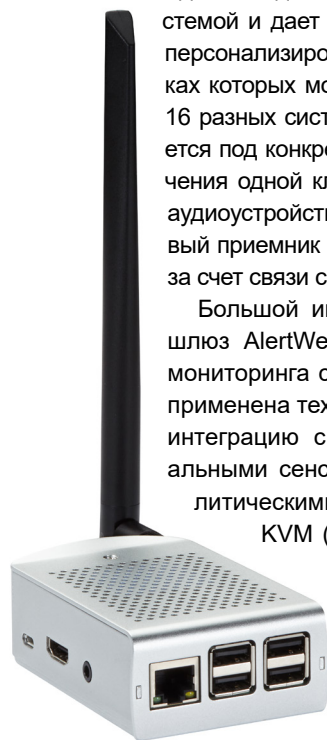 стемой и дает
персонализиро
ках которых мо
16 разных сист
ется под конкре
чения одной кл
аудиоустройств
вый приемник
за счет связи с
Большой ин
шлюз AlertWe
мониторинга с
применена тех
интеграцию с
альными сенс
литическими
KVM (